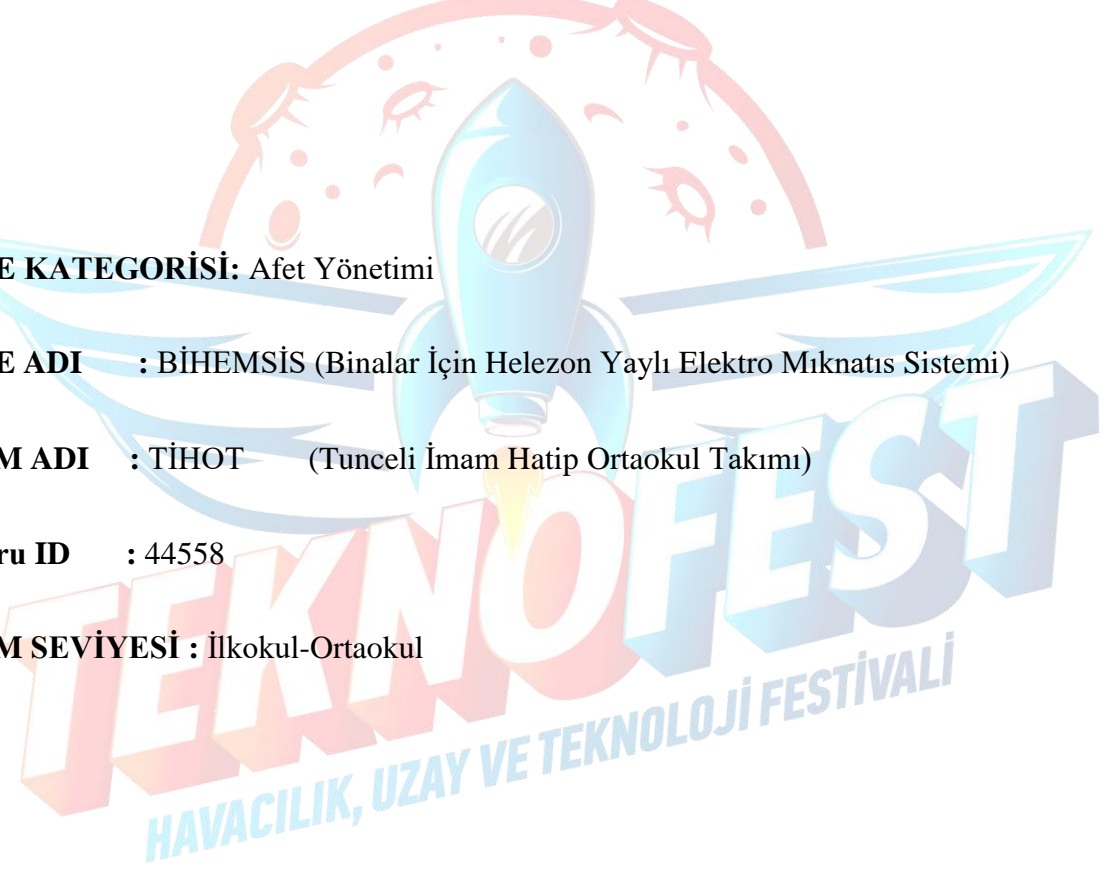 E KATEGORİSİ: Afet Yönetimi
E ADI : BİHEMSİS (Binalar İçin Helezon Yaylı Elektro Mıknatıs Sistemi)
M ADI : TİHOT (Tunceli İmam Hatip Ortaokul Takımı)
ru ID : 44558
M SEVİYESİ : İlkokul-Ortaokul
TEKNOFEST
HAVACILIK, UZAY VE TEKNOLOJİ FESTİVALİ